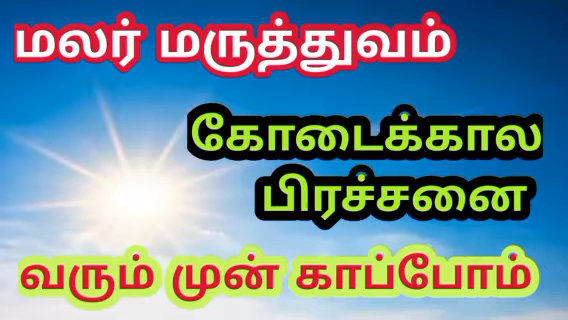 மலர் மருத்துவம்
கோடைக்கால
பிரச்சனை
வரும் முன் காப்போம்